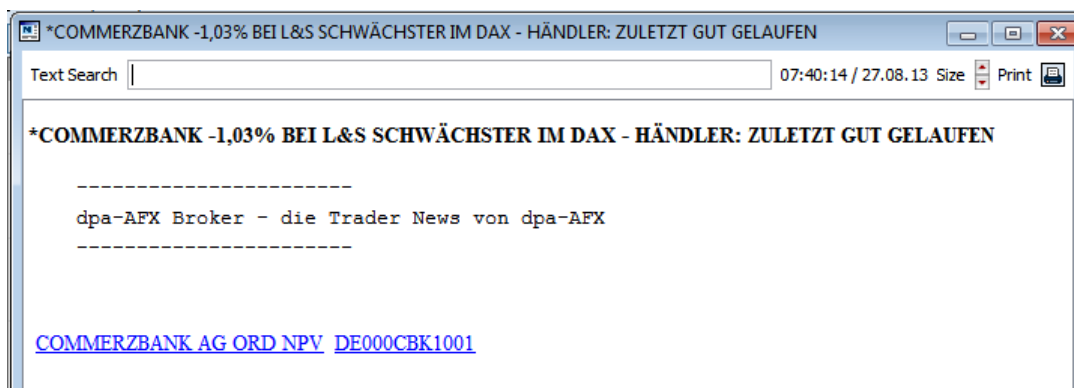 *COMMERZBANK -1,03% BEI L&S SCHWÄCHSTER IM DAX - HÄNDLER: ZULETZT GUT GELAUFEN
Text Search 07:40:14 / 27.08.13 Size Print
*COMMERZBANK -1,03% BEI L&S SCHWÄCHSTER IM DAX - HÄNDLER: ZULETZT GUT GELAUFEN
-----------------------
dpa-AFX Broker - die Trader News von dpa-AFX
-----------------------
COMMERZBANK AG ORD NPV DE000CBK1001